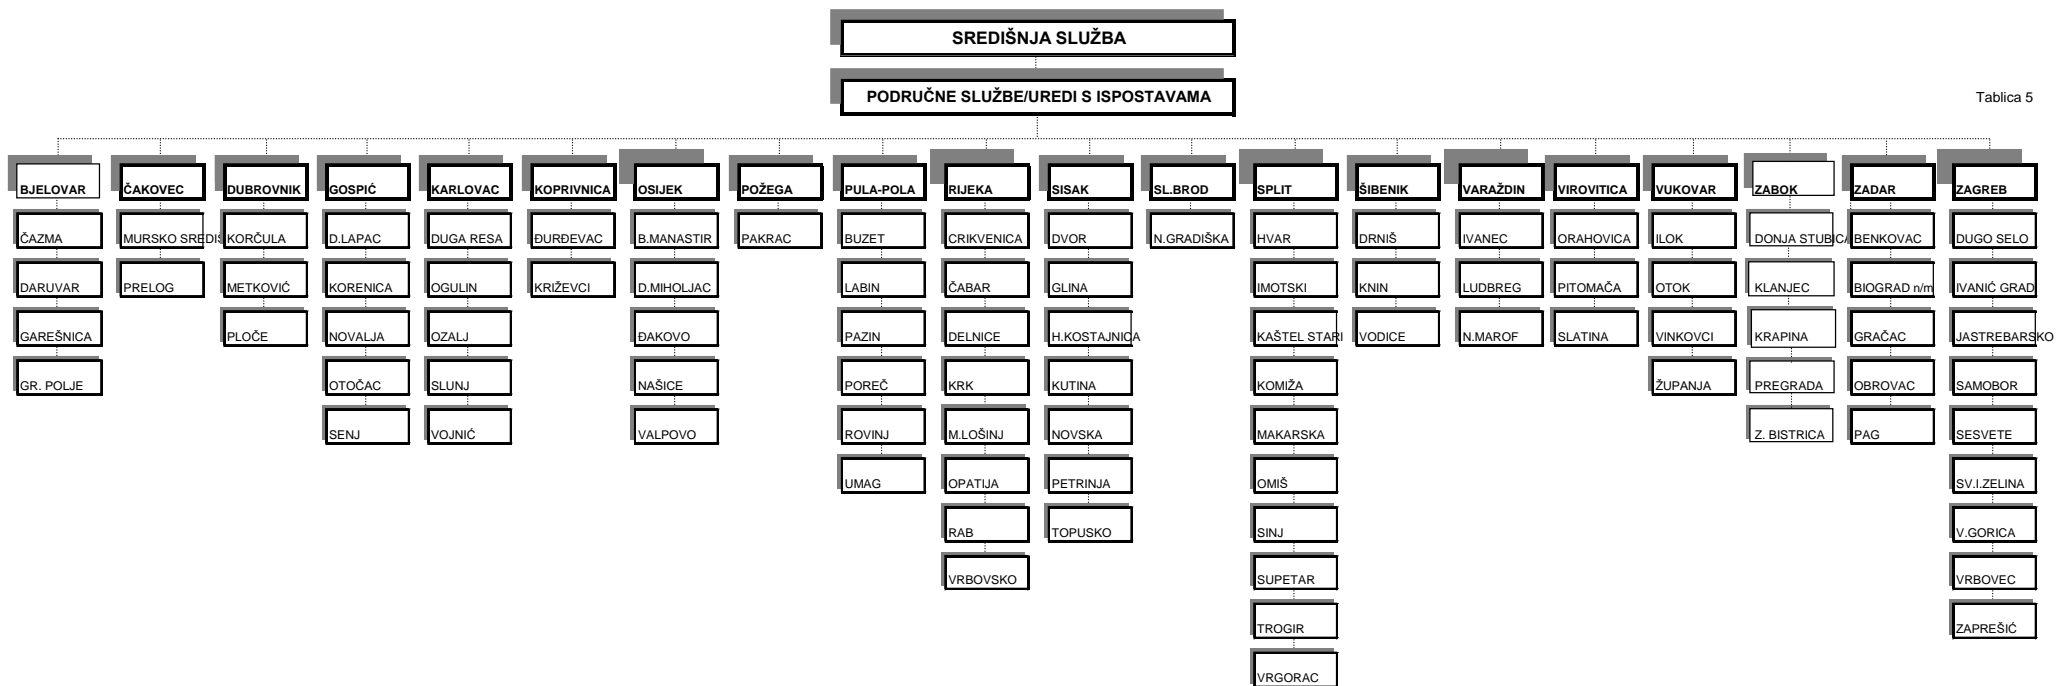 SREDIŠNJA SLUŽBA
PODRUČNE SLUŽBE/UREDI S ISPOSTAVAMA
Tablica 5
BJELOVAR
ČAZMA
DARUVAR
GAREŠNICA
GR. POLJE
ČAKOVEC
MURSKO SREDIŠ
PRELOG
DUBROVNIK
KORČULA
METKOVIĆ
PLOČE
GOSPIĆ
D.LAPAC
KORENICA
NOVALJA
OTOČAC
SENJ
KARLOVAC
DUGA RESA
OGULIN
OZALJ
SLUNJ
VOJNIĆ
KOPRIVNICA
ĐURĐEVAC
KRIŽEVCI
OSIJEK
B.MANASTIR
D.MIHOLJAC
ĐAKOVO
NAŠICE
VALPOVO
POŽEGA
PAKRAC
PULA-POLA
BUZET
LABIN
PAZIN
POREČ
ROVINJ
UMAG
RIJEKA
CRIKVENICA
ČABAR
DELNICE
KRK
M.LOŠINJ
OPATIJA
RAB
VRBOVSKO
SISAK
DVOR
GLINA
H.KOSTAJNICA
KUTINA
NOVSKA
PETRINJA
TOPUSKO
SL.BROD
N.GRADIŠKA
SPLIT
HVAR
IMOTSKI
KAŠTEL STARI
KOMIŽA
MAKARSKA
OMIŠ
SINJ
SUPETAR
TROGIR
VRGORAC
ŠIBENIK
DRNIŠ
KNIN
VODICE
VARAŽDIN
IVANEC
LUDBREG
N.MAROF
VIROVITICA
ORAHOVICA
PITOMAČA
SLATINA
VUKOVAR
ILOK
OTOK
VINKOVCI
ŽUPANJA
ZABOK
DONJA STUBICA
KLANJEC
KRAPINA
PREGRADA
Z. BISTRICA
ZADAR
BENKOVAC
BIOGRAD n/m
GRAČAC
OBROVAC
PAG
ZAGREB
DUGO SELO
IVANIĆ GRAD
JASTREBARSKO
SAMOBOR
SESVETE
SV.I.ZELINA
V.GORICA
VRBOVEC
ZAPREŠIĆ